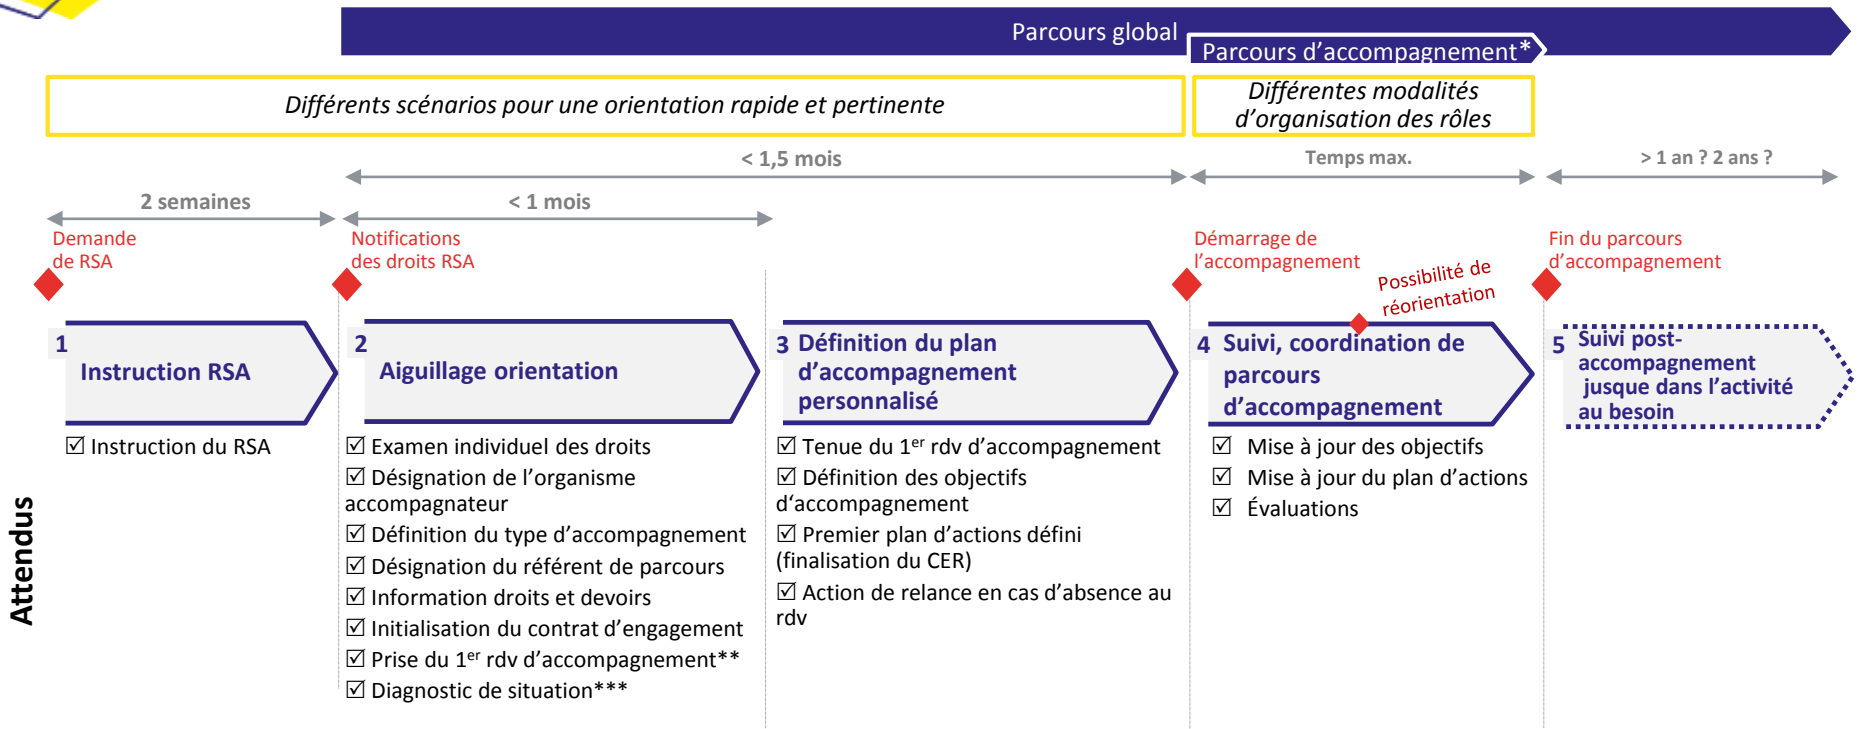 Parcours global
Parcours d'accompagnement*
Différents scénarios pour une orientation rapide et pertinente
Différentes modalités
d'organisation des rôles
< 1,5 mois
Temps max.
> 1 an ? 2 ans ?
2 semaines
< 1 mois
Demande
de RSA
Notifications
des droits RSA
Démarrage de
l'accompagnement
Possibilité de
réorientation
Fin du parcours
d'accompagnement
1
Instruction RSA
2
Aiguillage orientation
3 Définition du plan
d'accompagnement
personnalisé
4 Suivi, coordination de
parcours
d'accompagnement
5 Suivi post-
accompagnement
jusque dans l'activité
au besoin
Attendus
☑ Instruction du RSA
☑ Examen individuel des droits
☑ Désignation de l'organisme
accompagnateur
☑ Définition du type d'accompagnement
☑ Désignation du référent de parcours
☑ Information droits et devoirs
☑ Initialisation du contrat d'engagement
☑ Prise du 1er rdv d'accompagnement**
☑ Diagnostic de situation***
☑ Tenue du 1er rdv d'accompagnement
☑ Définition des objectifs
d'accompagnement
☑ Premier plan d'actions défini
(finalisation du CER)
☑ Action de relance en cas d'absence au
rdv
☑ Mise à jour des objectifs
☑ Mise à jour du plan d'actions
☑ Évaluations